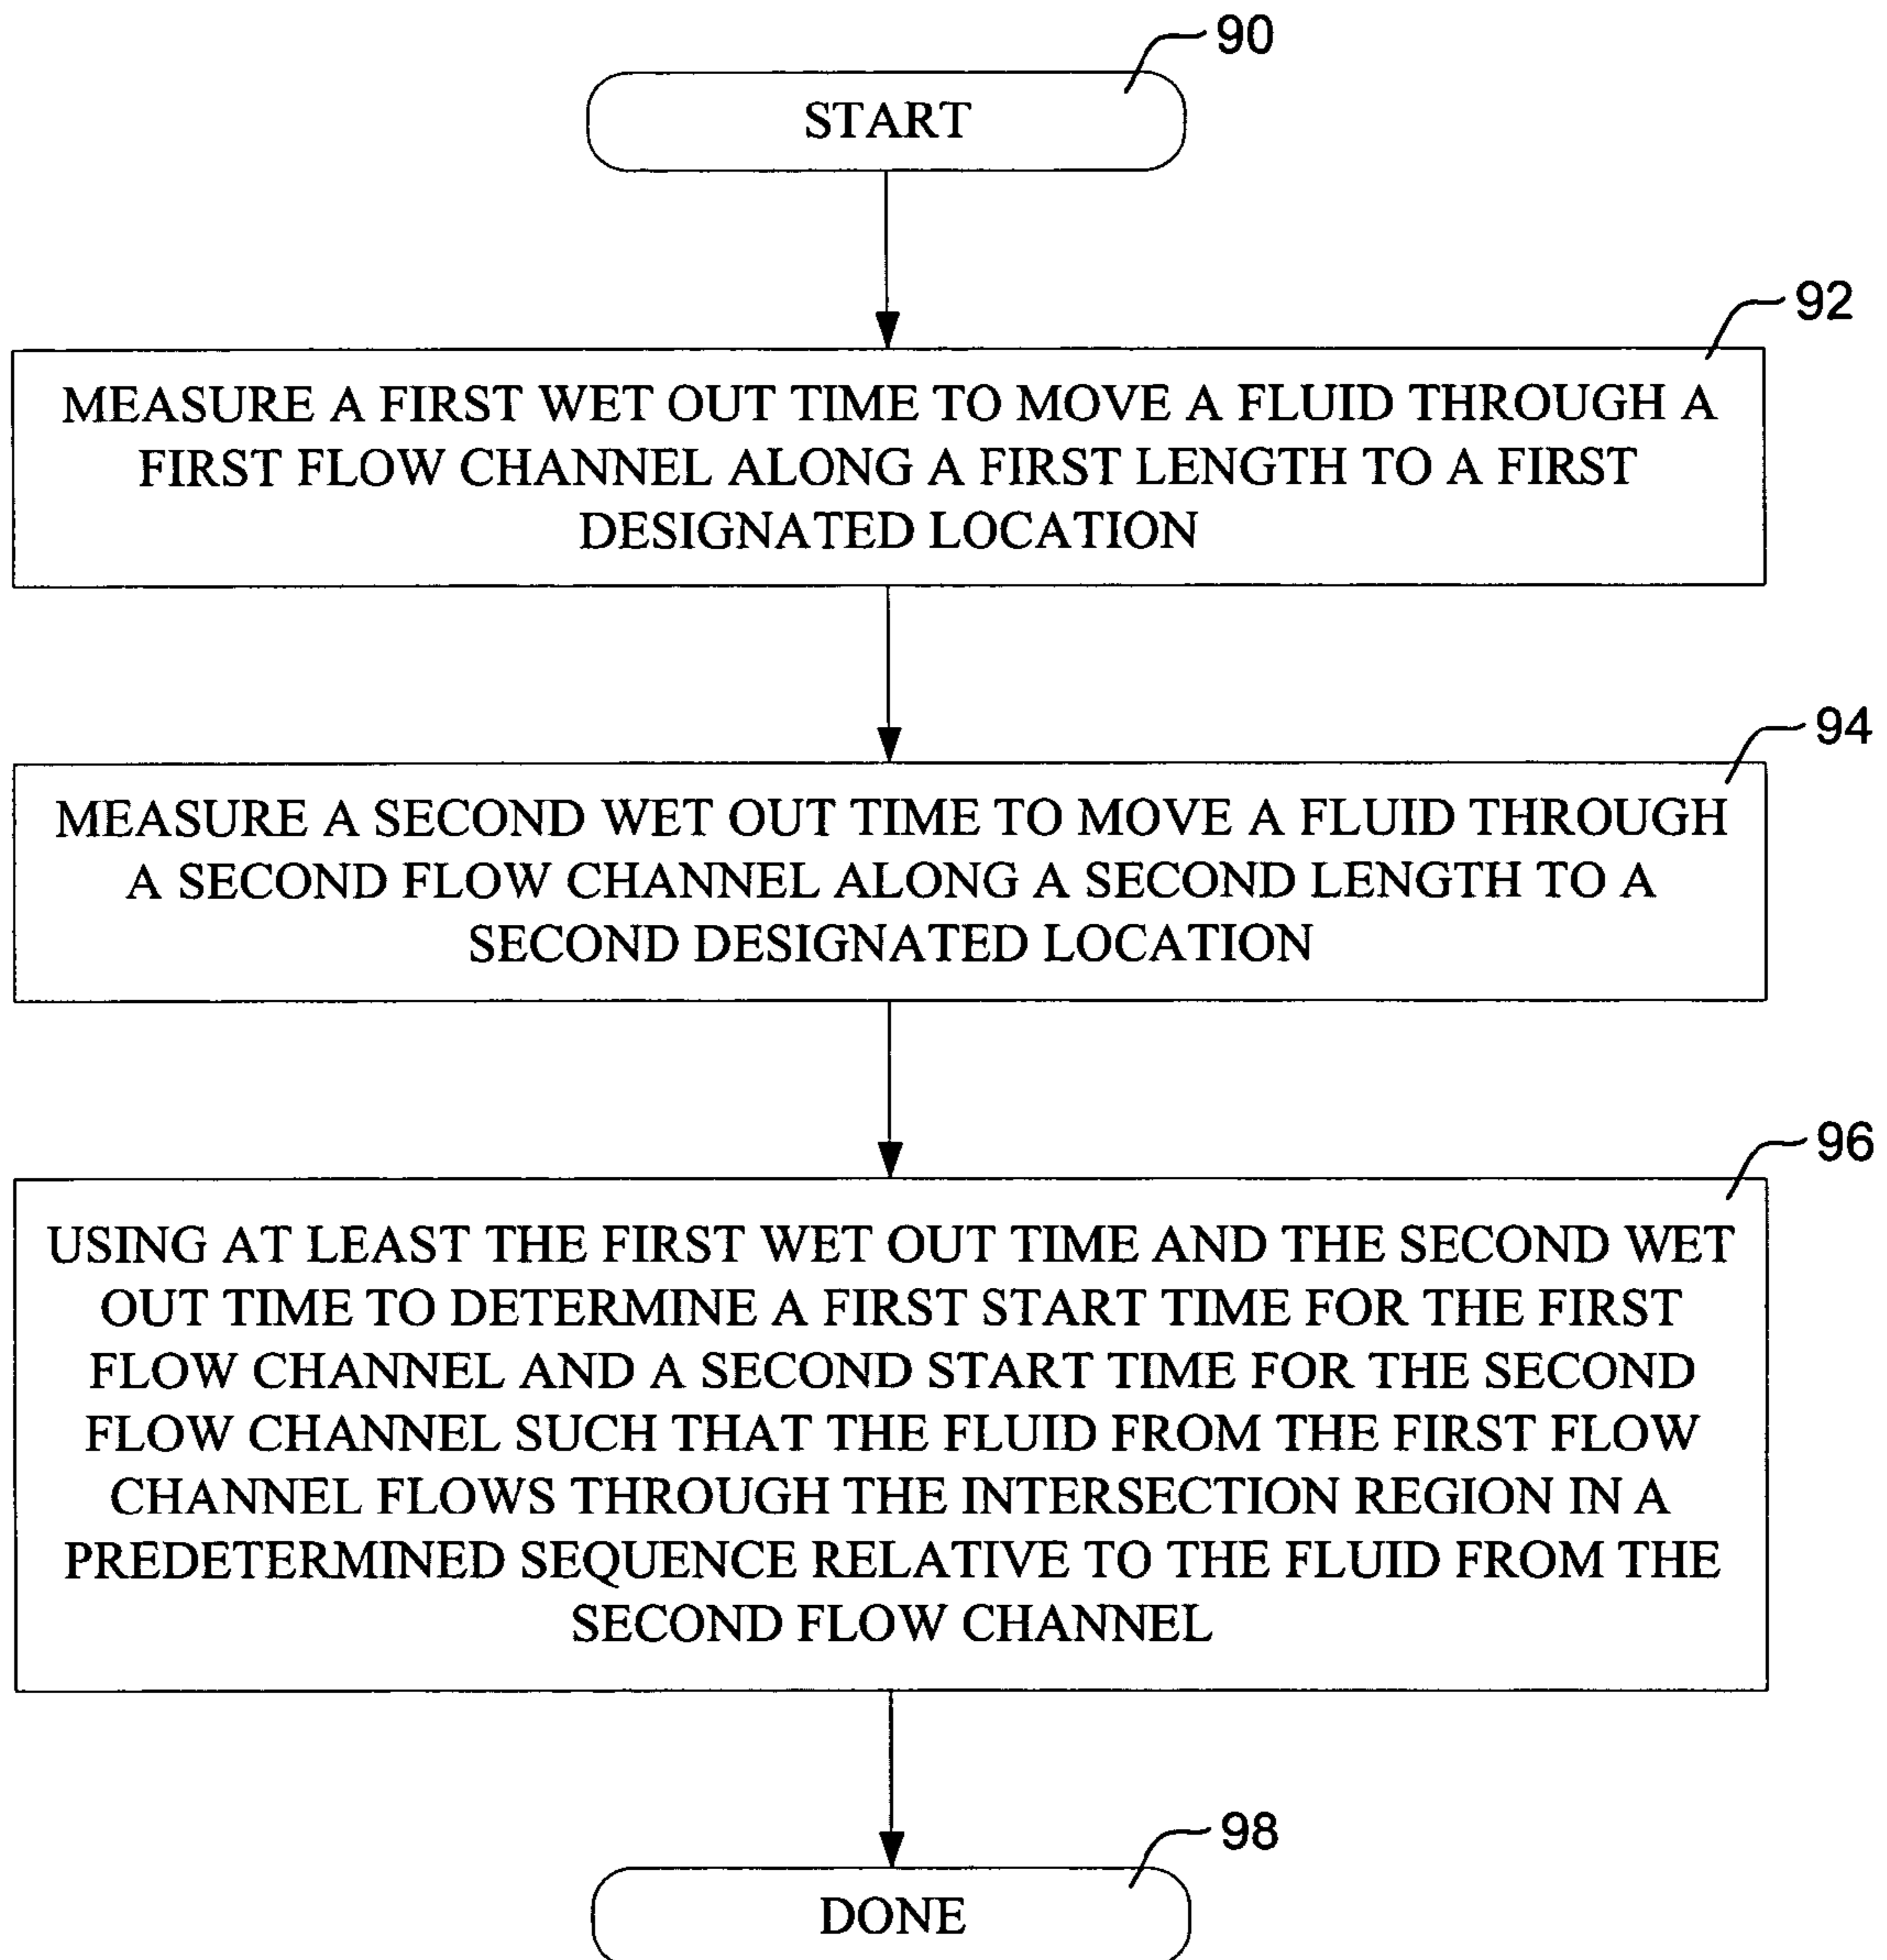 90
START
92
MEASURE A FIRST WET OUT TIME TO MOVE A FLUID THROUGH A
FIRST FLOW CHANNEL ALONG A FIRST LENGTH TO A FIRST
DESIGNATED LOCATION
94
MEASURE A SECOND WET OUT TIME TO MOVE A FLUID THROUGH
A SECOND FLOW CHANNEL ALONG A SECOND LENGTH TO A
SECOND DESIGNATED LOCATION
96
USING AT LEAST THE FIRST WET OUT TIME AND THE SECOND WET
OUT TIME TO DETERMINE A FIRST START TIME FOR THE FIRST
FLOW CHANNEL AND A SECOND START TIME FOR THE SECOND
FLOW CHANNEL SUCH THAT THE FLUID FROM THE FIRST FLOW
CHANNEL FLOWS THROUGH THE INTERSECTION REGION IN A
PREDETERMINED SEQUENCE RELATIVE TO THE FLUID FROM THE
SECOND FLOW CHANNEL
98
DONE